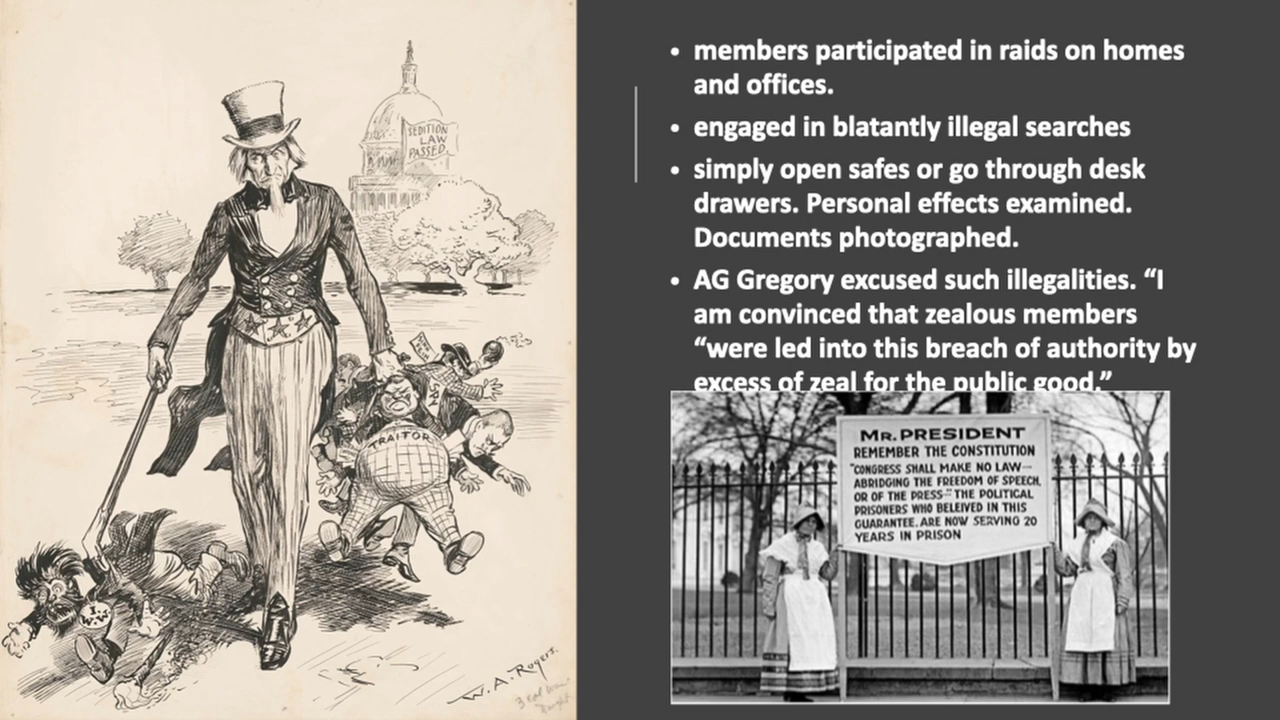 SEDITION
LAW
PASSED
TRAITOR
I
W.W.
W.A. Rogers.
• members participated in raids on homes
and offices.
• engaged in blatantly illegal searches
• simply open safes or go through desk
drawers. Personal effects examined.
Documents photographed.
• AG Gregory excused such illegalities. “I
am convinced that zealous members
“were led into this breach of authority by
excess of zeal for the public good.”
MR. PRESIDENT
REMEMBER THE CONSTITUTION
"CONGRESS SHALL MAKE NO LAW—
ABRIDGING THE FREEDOM OF SPEECH,
OR OF THE PRESS—" THE POLITICAL
PRISONERS WHO BELEIVED IN THIS
GUARANTEE, ARE NOW SERVING 20
YEARS IN PRISON